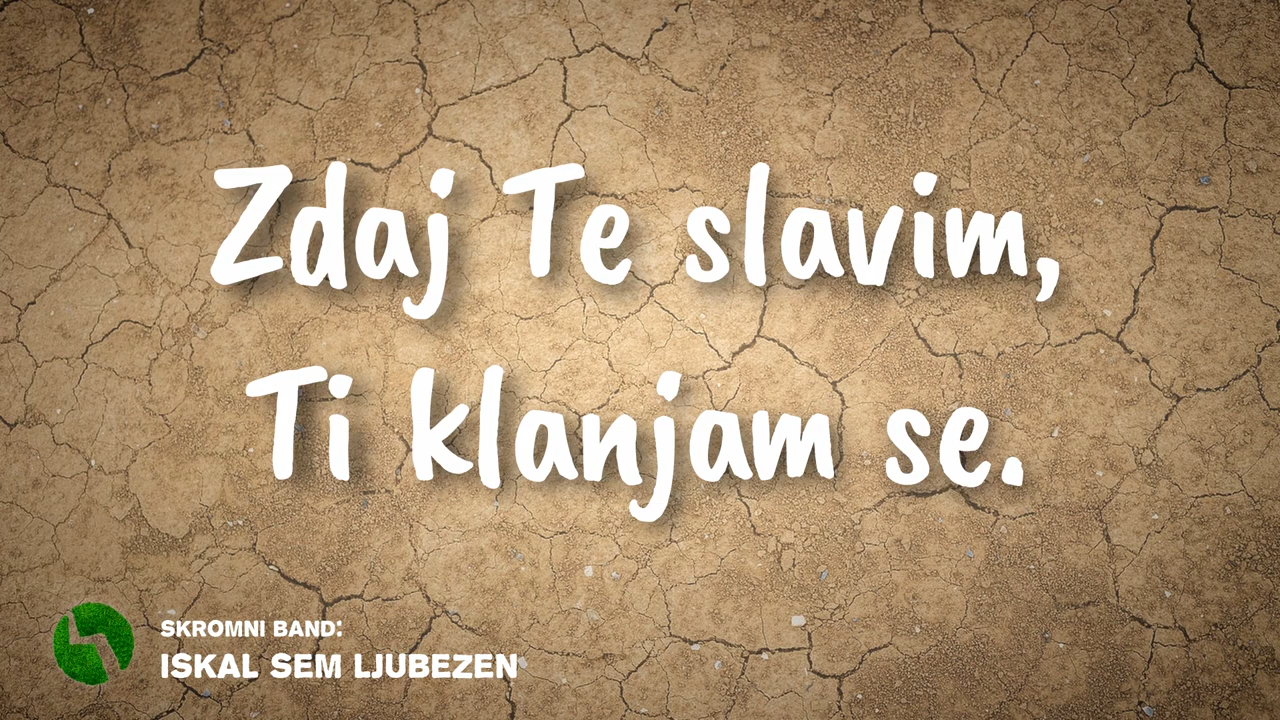 Zdaj Te slavim,
Ti klanjam se.
SKROMNI BAND:
ISKAL SEM LJUBEZEN